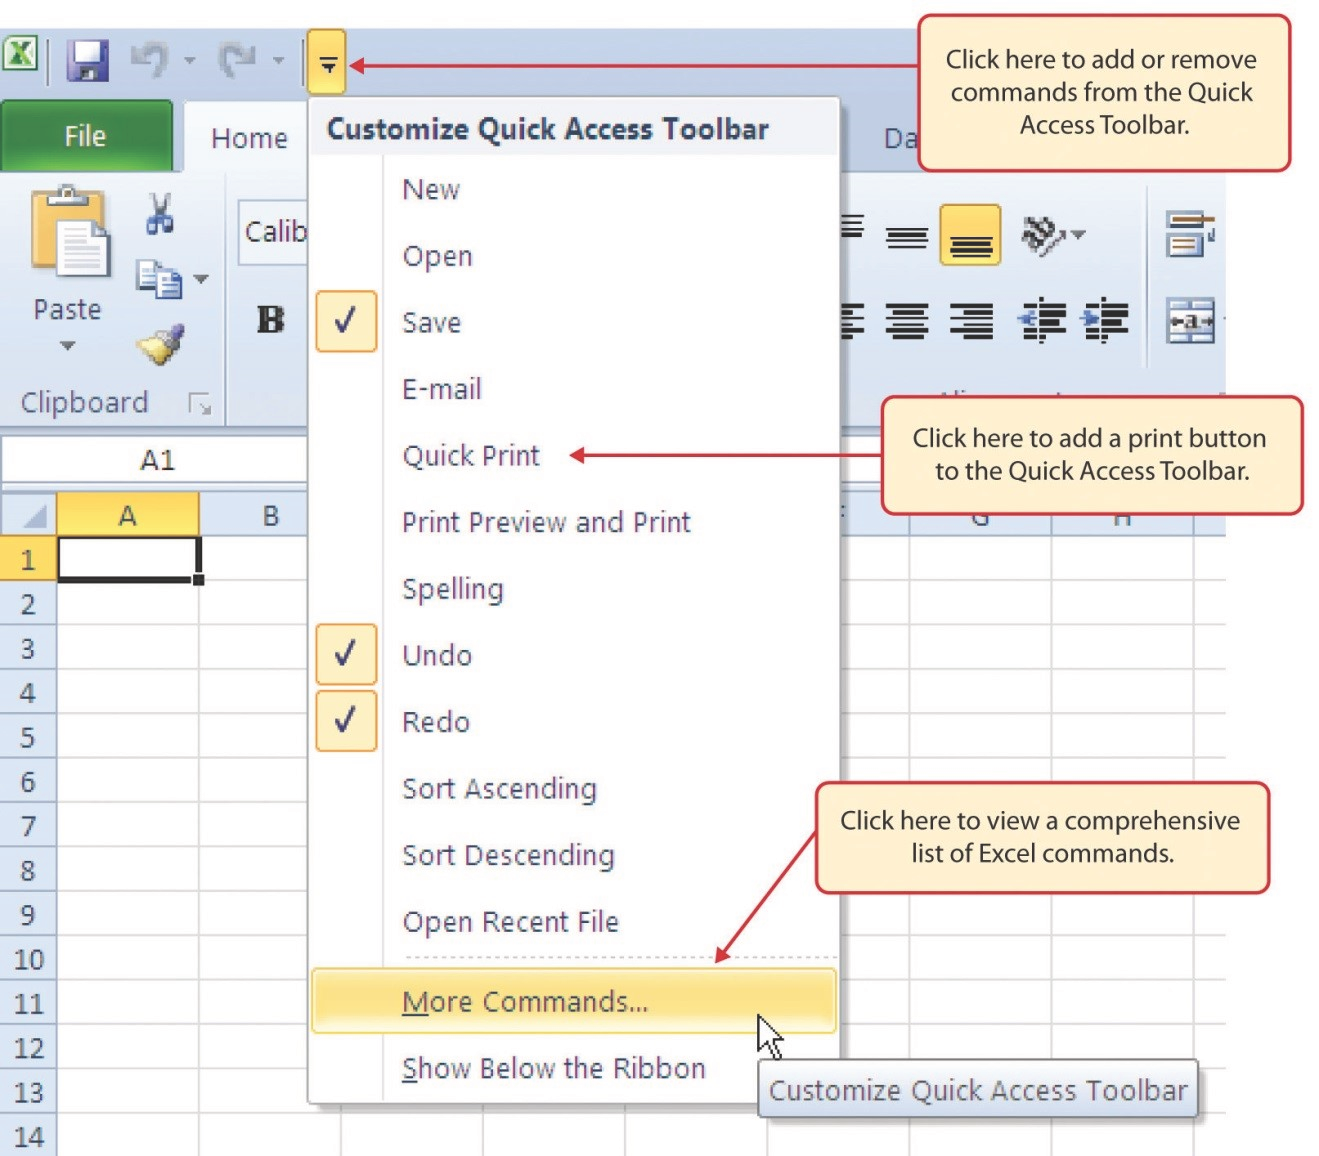 Click here to add or remove
commands from the Quick
Access Toolbar.
File
Home
Customize Quick Access Toolbar
Da
New
Open
Save
E-mail
Quick Print
Print Preview and Print
Spelling
Undo
Redo
Sort Ascending
Sort Descending
Open Recent File
More Commands...
Show Below the Ribbon
Customize Quick Access Toolbar
Calib
Paste
B
Clipboard
Click here to add a print button
to the Quick Access Toolbar.
A1
A B G H
1
2
3
4
5
6
7
8
9
10
11
12
13
14
Click here to view a comprehensive
list of Excel commands.